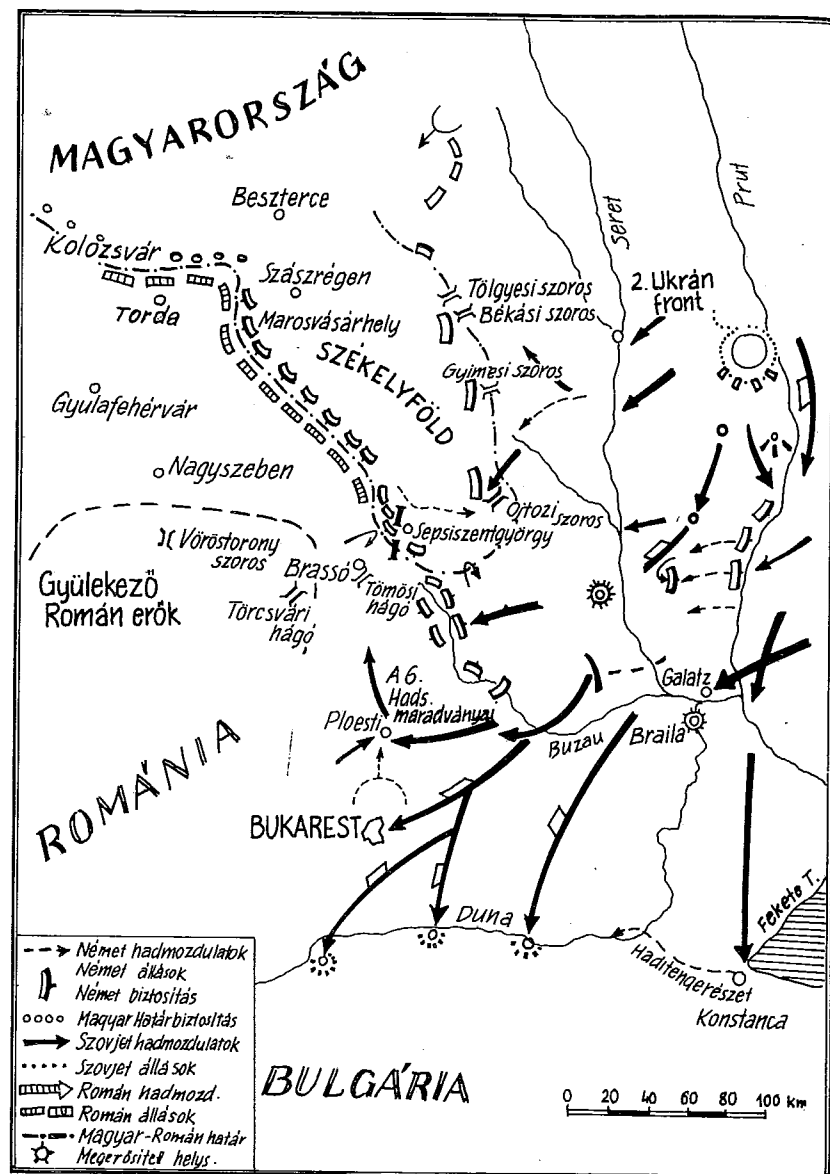 MAGYARORSZÁG
Beszterce
Kolozsvár
Szászrégen
Torda
Marosvásárhely
SZÉKELYFÖLD
Tölgyesi szoros
Békási szoros
Gyimesi szoros
Seret
Prut
2. Ukrán
front
Gyulafehérvár
Nagyszeben
Ojtozi
szoros
Sepsiszentgyörgy
Vöröstorony
szoros
Brassó
Tömösi
hágó
Gyülekező
Román erők
Törcsvári
hágó
A 6.
Hads.
maradványai
Ploesti
Galatz
Buzau
Braila
ROMÁNIA
BUKAREST
Duna
Fekete T.
Haditengerészet
Konstanca
BULGÁRIA
0 20 40 60 80 100 km
Német hadmozdulatok
Német állások
Német biztosítás
Magyar Határbiztosítás
Szovjet hadmozdulatok
Szovjet állások
Román hadmozd.
Román állások
Magyar-Román határ
Megerősített helys.